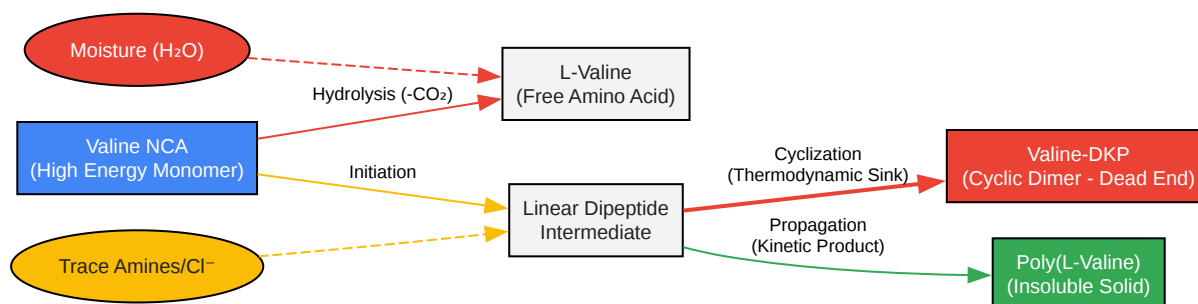 Moisture (H₂O)
L-Valine
(Free Amino Acid)
Hydrolysis (-CO₂)
Valine NCA
(High Energy Monomer)
Initiation
Linear Dipeptide
Intermediate
Cyclization
(Thermodynamic Sink)
Valine-DKP
(Cyclic Dimer - Dead End)
Propagation
(Kinetic Product)
Trace Amines/Cl⁻
Poly(L-Valine)
(Insoluble Solid)